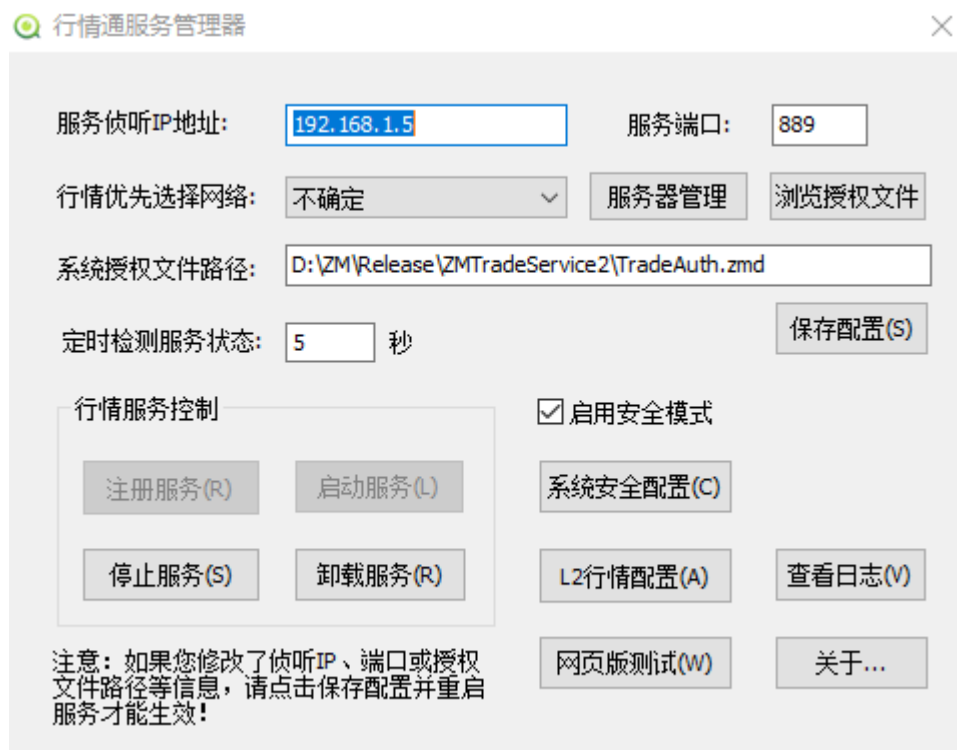 行情通服务管理器
服务侦听IP地址: 192.168.1.5 服务端口: 889
行情优先选择网络: 不确定 服务器管理 浏览授权文件
系统授权文件路径: D:\ZM\Release\ZMTradeService2\TradeAuth.zmd
定时检测服务状态: 5 秒 保存配置(S)
行情服务控制 启用安全模式
注册服务(R) 启动服务(L) 系统安全配置(C)
停止服务(S) 卸载服务(R) L2行情配置(A) 查看日志(V)
网页版测试(W) 关于...
注意：如果您修改了侦听IP、端口或授权
文件路径等信息，请点击保存配置并重启
服务才能生效！